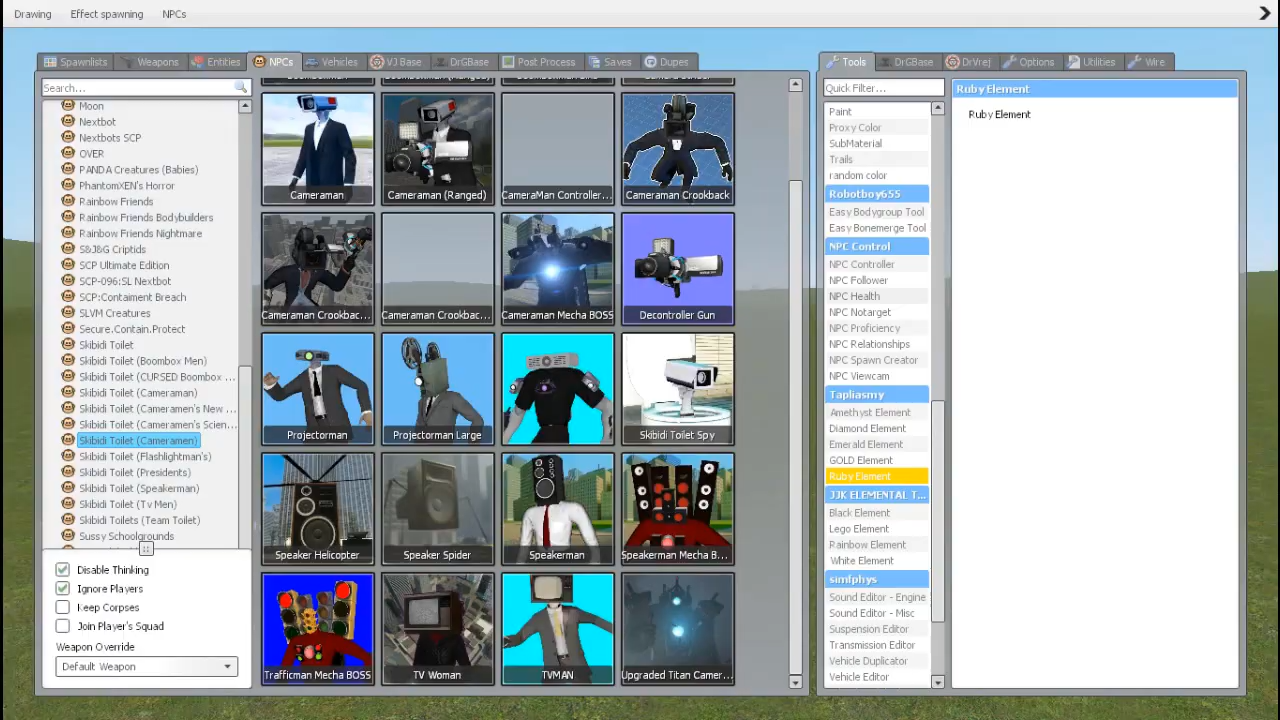 Drawing Effect spawning NPCs
Spawnlists Weapons Entities NPCs Vehicles VJ Base DrGBase Post Process Saves Dupes
Search...
Moon
Nextbot
Nextbots SCP
OVER
PANDA Creatures (Babies)
PhantomXEN's Horror
Rainbow Friends
Rainbow Friends Bodybuilders
Rainbow Friends Nightmare
S&J&G Criptids
SCP Ultimate Edition
SCP-096:SL Nextbot
SCP:Contaiment Breach
SLVM Creatures
Secure.Contain.Protect
Skibidi Toilet
Skibidi Toilet (Boombox Men)
Skibidi Toilet (CURSED Boombox ...
Skibidi Toilet (Cameraman)
Skibidi Toilet (Cameramen's New ...
Skibidi Toilet (Cameramen's Scien...
Skibidi Toilet (Cameramen)
Skibidi Toilet (Flashlightman's)
Skibidi Toilet (Presidents)
Skibidi Toilet (Speakerman)
Skibidi Toilet (Tv Men)
Skibidi Toilets (Team Toilet)
Sussy Schoolgrounds
Disable Thinking
Ignore Players
Keep Corpses
Join Player's Squad
Weapon Override
Default Weapon
Cameraman Cameraman (Ranged) CameraMan Controller... Cameraman Crookback
Cameraman Crookbac... Cameraman Crookbac... Cameraman Mecha BOSS Decontroller Gun
Projectorman Projectorman Large Skibidi Toilet Spy
Speaker Helicopter Speaker Spider Speakerman Speakerman Mecha B...
Trafficman Mecha BOSS TV Woman TVMAN Upgraded Titan Camer...
Tools DrGBase DrVrej Options Utilities Wire
Quick Filter...
Paint
Proxy Color
SubMaterial
Trails
random color
Robotboy655
Easy Bodygroup Tool
Easy Bonemerge Tool
NPC Control
NPC Controller
NPC Follower
NPC Health
NPC Notarget
NPC Proficiency
NPC Relationships
NPC Spawn Creator
NPC Viewcam
Tapliasmy
Amethyst Element
Diamond Element
Emerald Element
GOLD Element
Ruby Element
JJK ELEMENTAL T...
Black Element
Lego Element
Rainbow Element
White Element
simfphys
Sound Editor - Engine
Sound Editor - Misc
Suspension Editor
Transmission Editor
Vehicle Duplicator
Vehicle Editor
Ruby Element
Ruby Element